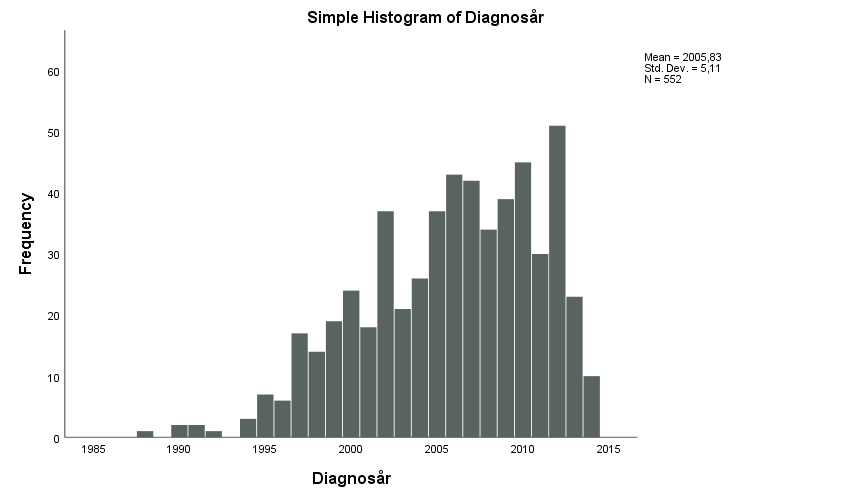 Simple Histogram of Diagnosår
Mean = 2005,83
Std. Dev. = 5,11
N = 552
60
50
40
30
20
10
0
Frequency
1985 1990 1995 2000 2005 2010 2015
Diagnosår